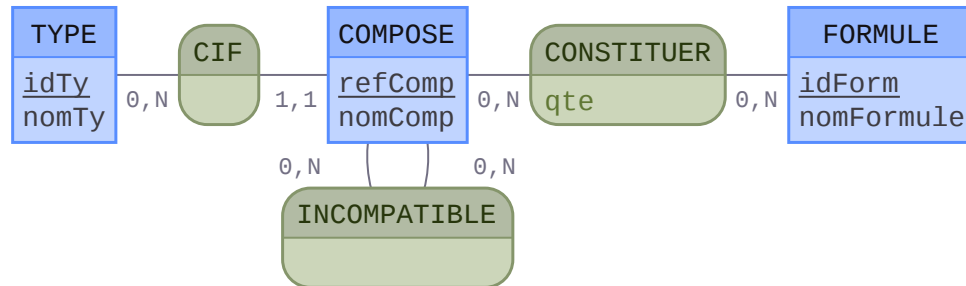 TYPE
idTy
nomTy
0,N
CIF
1,1
COMPOSE
refComp
nomComp
0,N
CONSTITUER
qte
0,N
FORMULE
idForm
nomFormule
0,N
0,N
INCOMPATIBLE